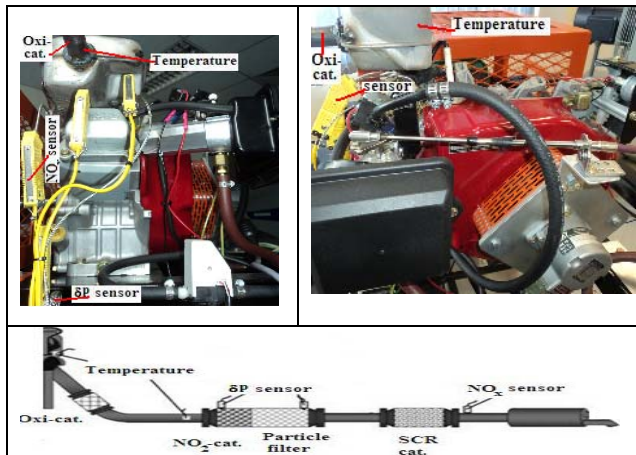 Oxi-
cat.
Temperature
NOx sensor
δP sensor
Temperature
Oxi-
cat.
sensor
Temperature
δP sensor
NOx sensor
Oxi-cat.
NO2-cat.
Particle
filter
SCR
cat.